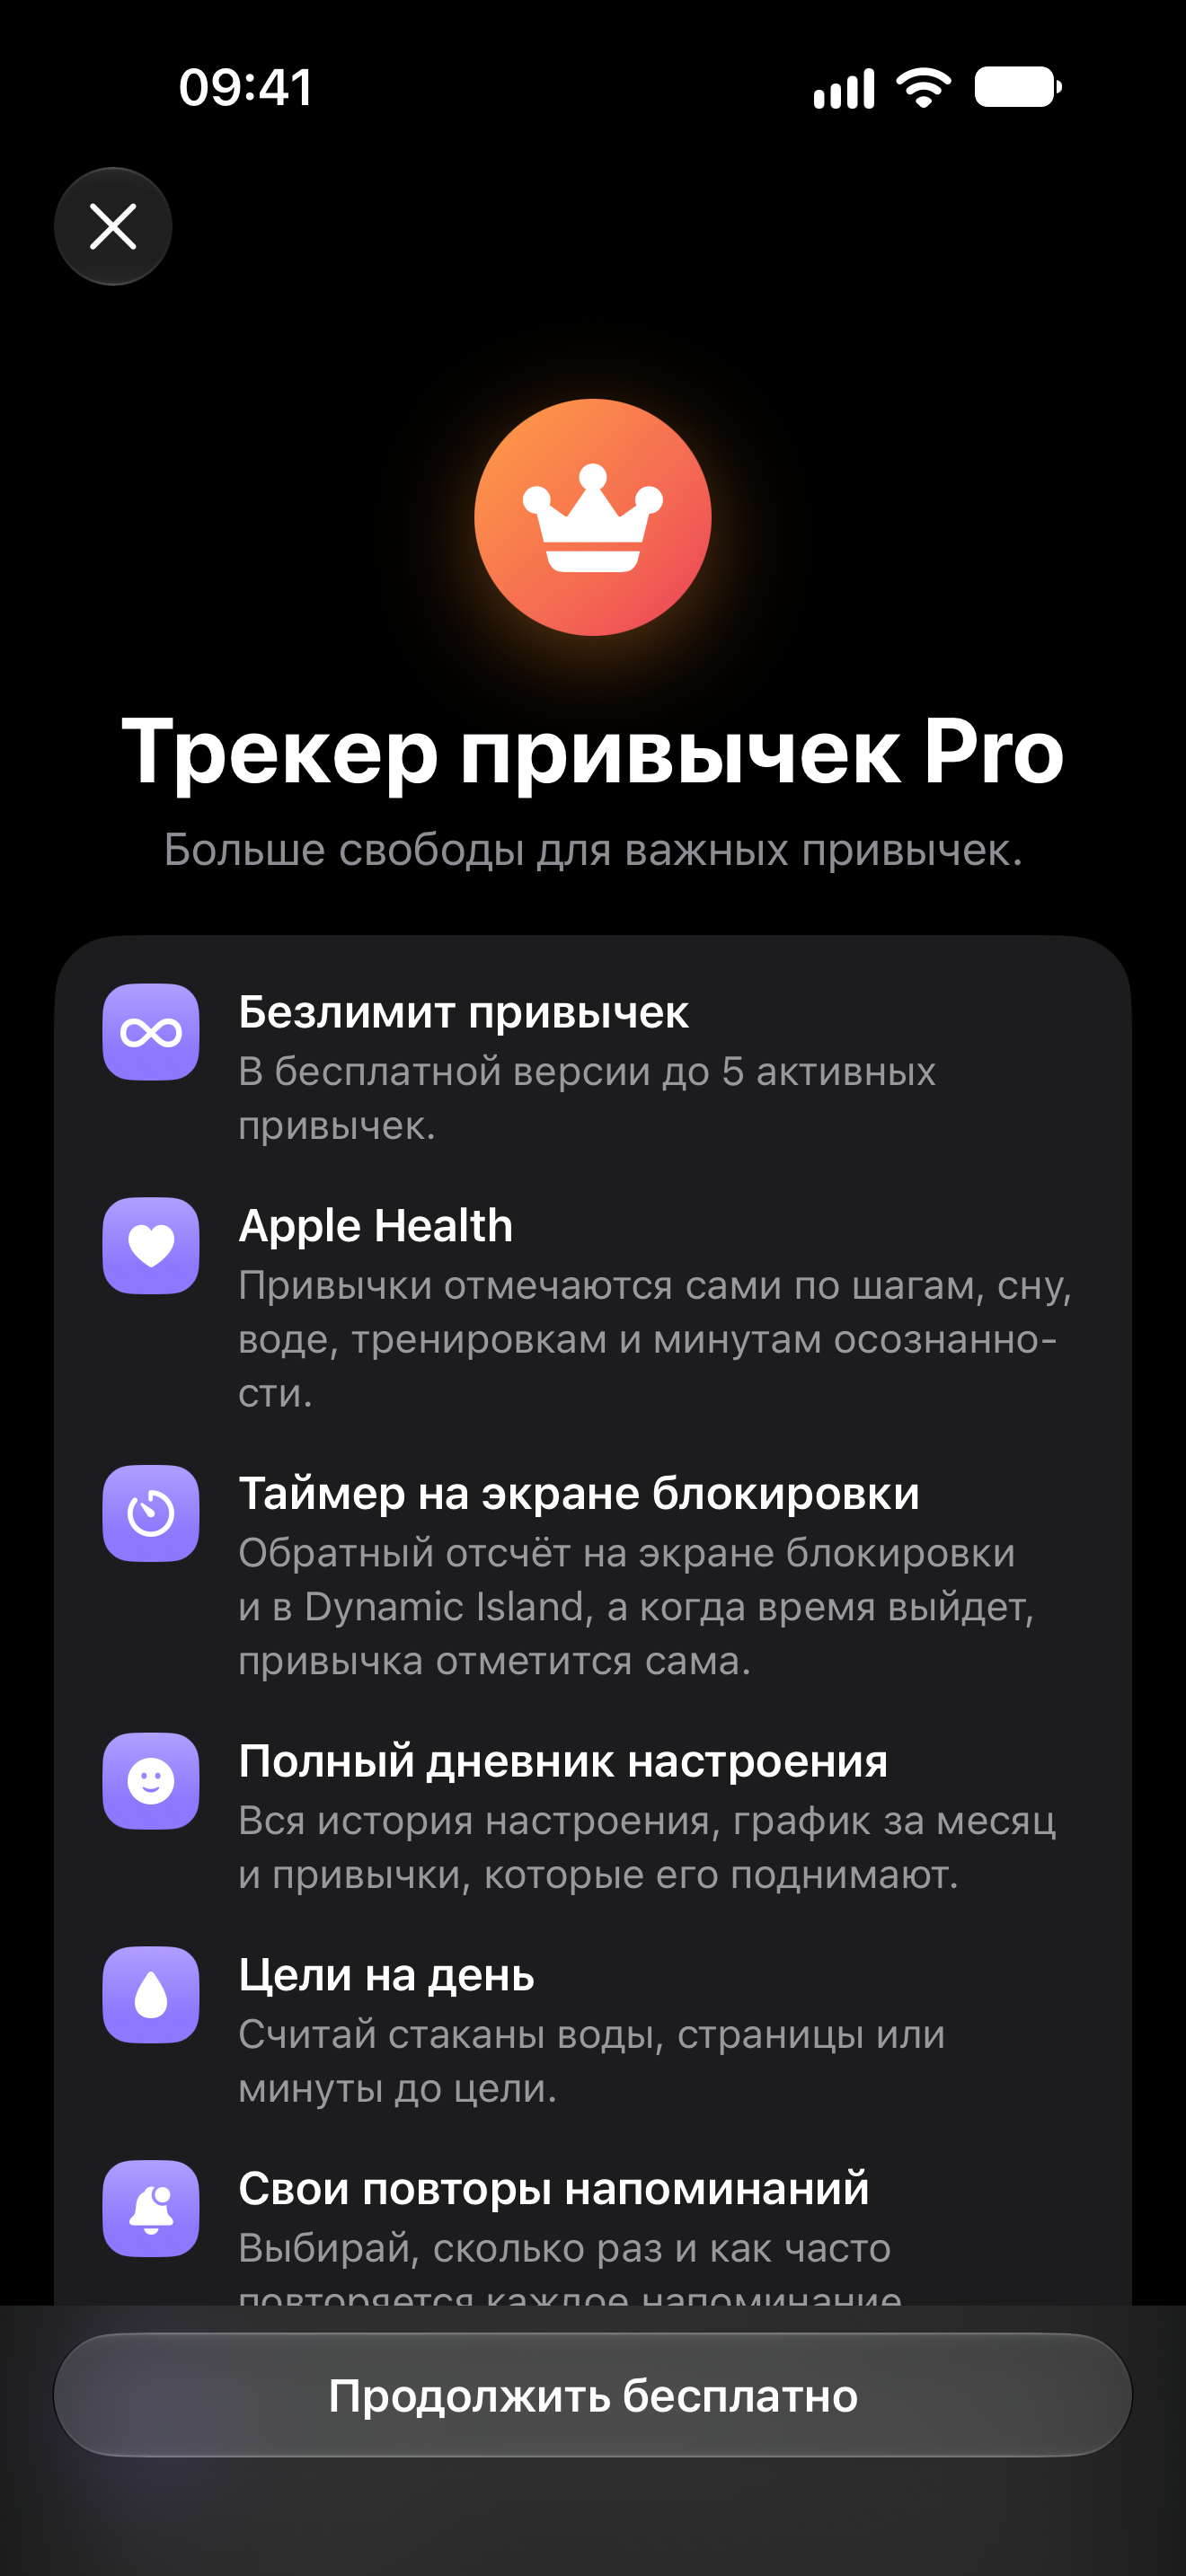 09:41
Трекер привычек Pro
Больше свободы для важных привычек.
Безлимит привычек
В бесплатной версии до 5 активных
привычек.
Apple Health
Привычки отмечаются сами по шагам, сну,
воде, тренировкам и минутам осознанно-
сти.
Таймер на экране блокировки
Обратный отсчёт на экране блокировки
и в Dynamic Island, а когда время выйдет,
привычка отметится сама.
Полный дневник настроения
Вся история настроения, график за месяц
и привычки, которые его поднимают.
Цели на день
Считай стаканы воды, страницы или
минуты до цели.
Свои повторы напоминаний
Выбирай, сколько раз и как часто
повторяется каждое напоминание
Продолжить бесплатно